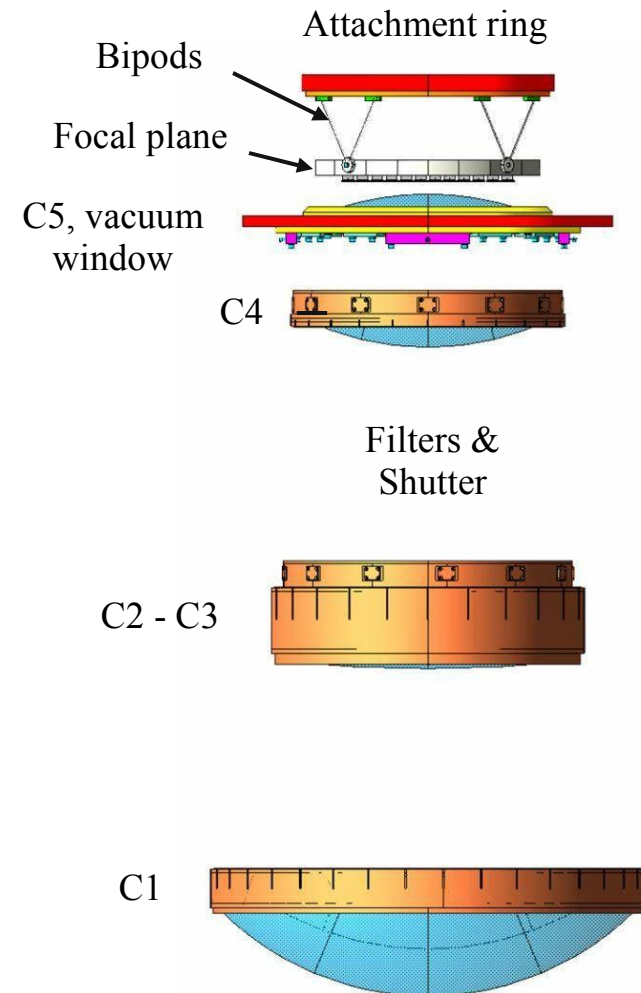 Attachment ring
Bipods
Focal plane
C5, vacuum
window
C4
Filters &
Shutter
C2 - C3
C1